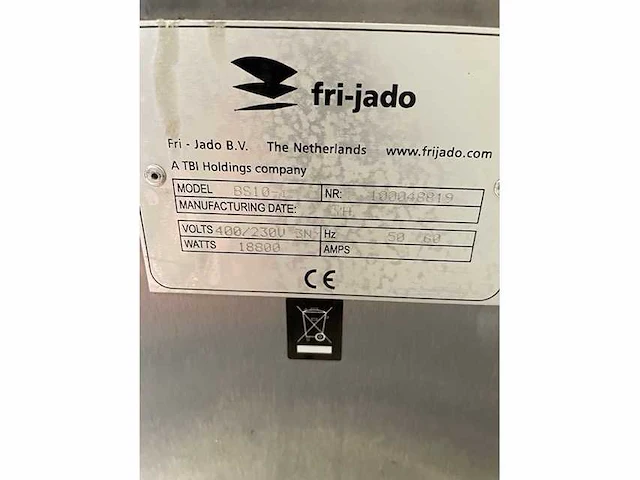 fri-jado
Fri - Jado B.V. The Netherlands www.frijado.com
A TBI Holdings company
MODEL NR: 100048819
MANUFACTURING DATE:
VOLTS 400/230V 3N Hz 50 60
WATTS 18800 AMPS
CE